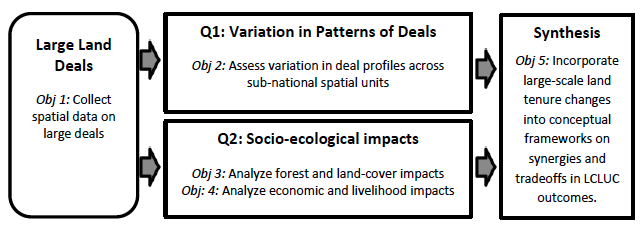 Large Land
Deals
Obj 1: Collect
spatial data on
large deals
Q1: Variation in Patterns of Deals
Obj 2: Assess variation in deal profiles across
sub-national spatial units
Q2: Socio-ecological impacts
Obj 3: Analyze forest and land-cover impacts
Obj: 4: Analyze economic and livelihood impacts
Synthesis
Obj 5: Incorporate
large-scale land
tenure changes
into conceptual
frameworks on
synergies and
tradeoffs in LCLUC
outcomes.